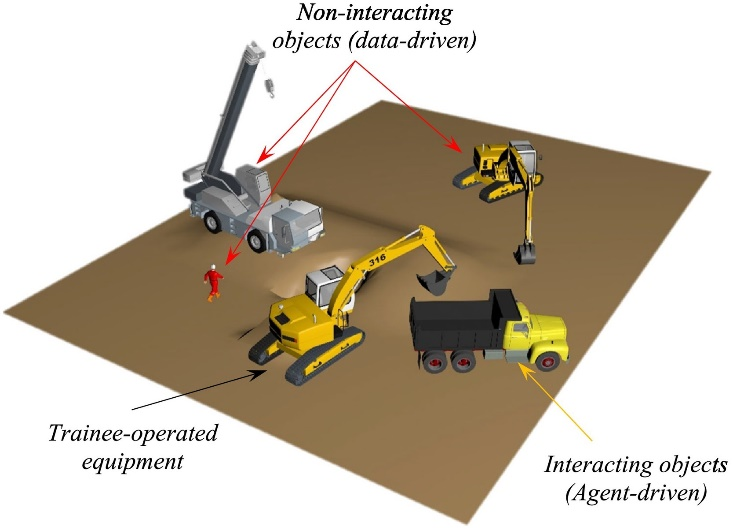 Non-interacting
objects (data-driven)
316
Trainee-operated
equipment
Interacting objects
(Agent-driven)